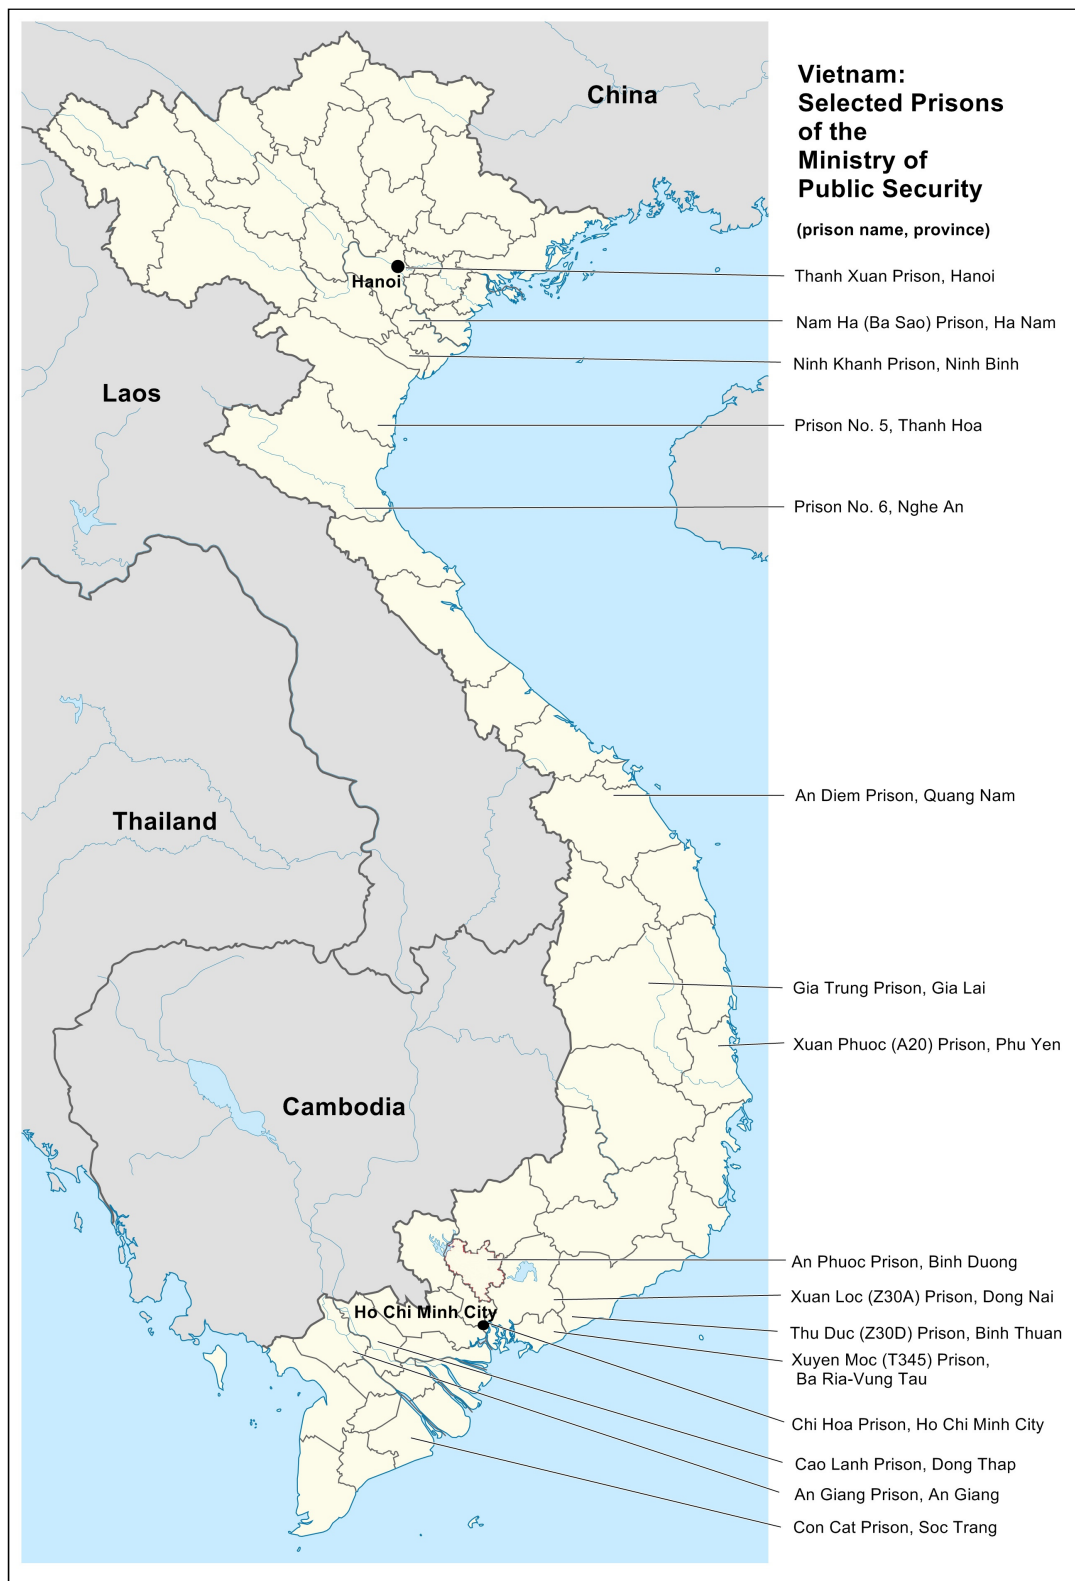 Vietnam:
Selected Prisons
of the
Ministry of
Public Security
(prison name, province)
China
Hanoi
Thanh Xuan Prison, Hanoi
Nam Ha (Ba Sao) Prison, Ha Nam
Ninh Khanh Prison, Ninh Binh
Laos
Prison No. 5, Thanh Hoa
Prison No. 6, Nghe An
An Diem Prison, Quang Nam
Thailand
Gia Trung Prison, Gia Lai
Xuan Phuoc (A20) Prison, Phu Yen
Cambodia
An Phuoc Prison, Binh Duong
Xuan Loc (Z30A) Prison, Dong Nai
Ho Chi Minh City
Thu Duc (Z30D) Prison, Binh Thuan
Xuyen Moc (T345) Prison,
Ba Ria-Vung Tau
Chi Hoa Prison, Ho Chi Minh City
Cao Lanh Prison, Dong Thap
An Giang Prison, An Giang
Con Cat Prison, Soc Trang